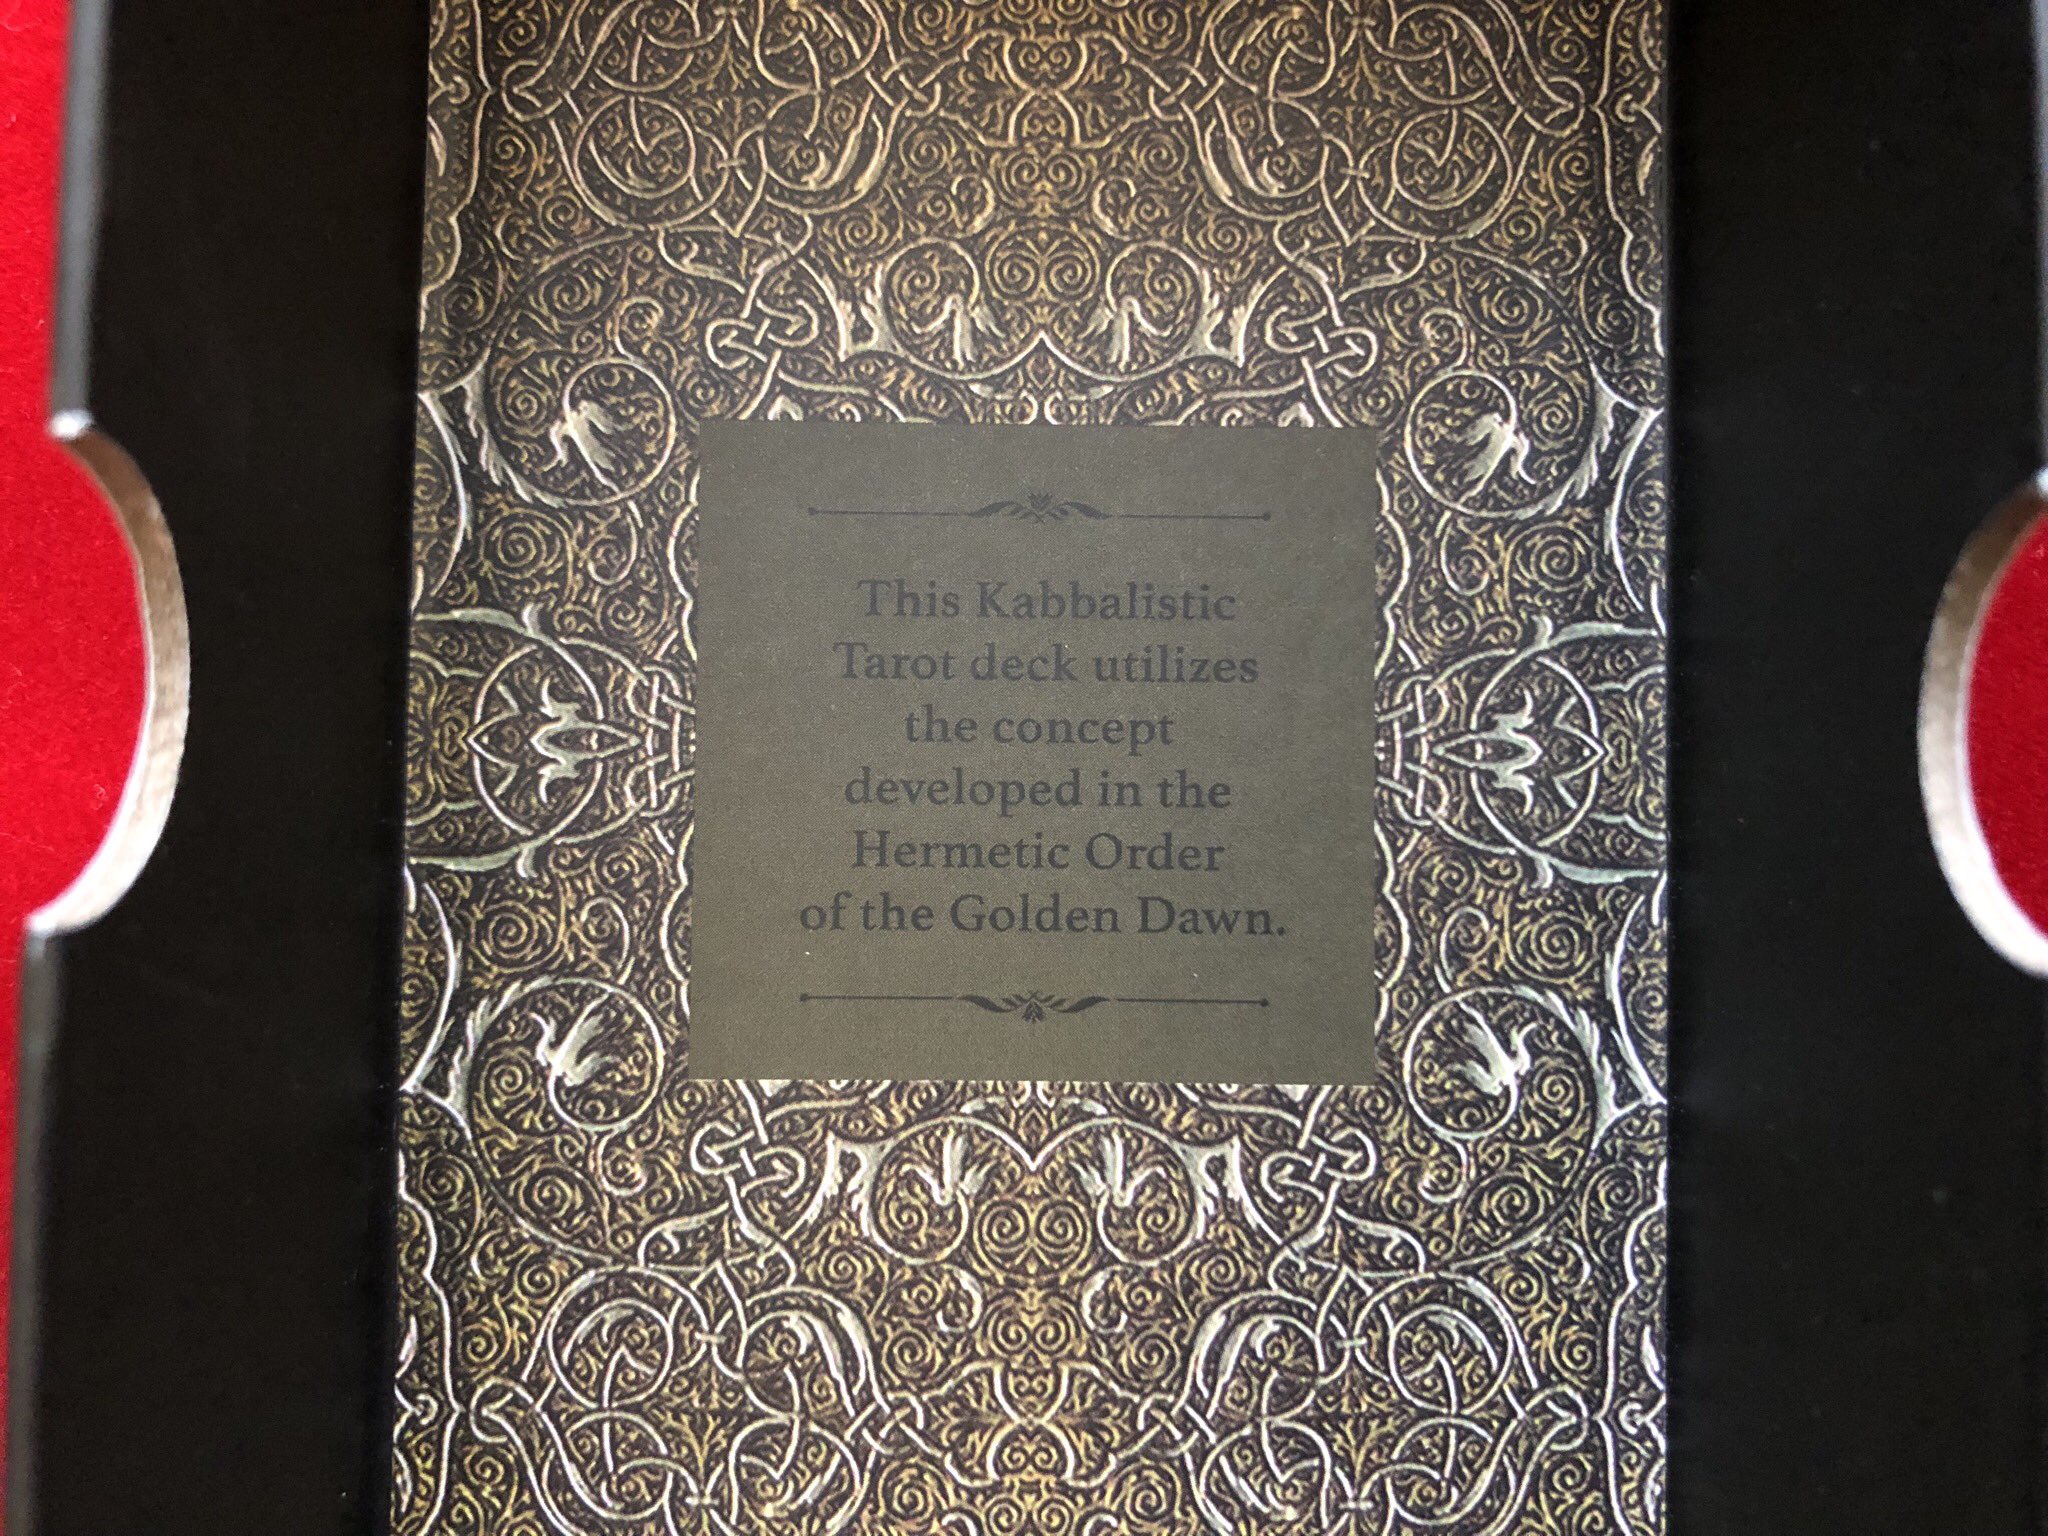 This Kabbalistic
Tarot deck utilizes
the concept
developed in the
Hermetic Order
of the Golden Dawn.